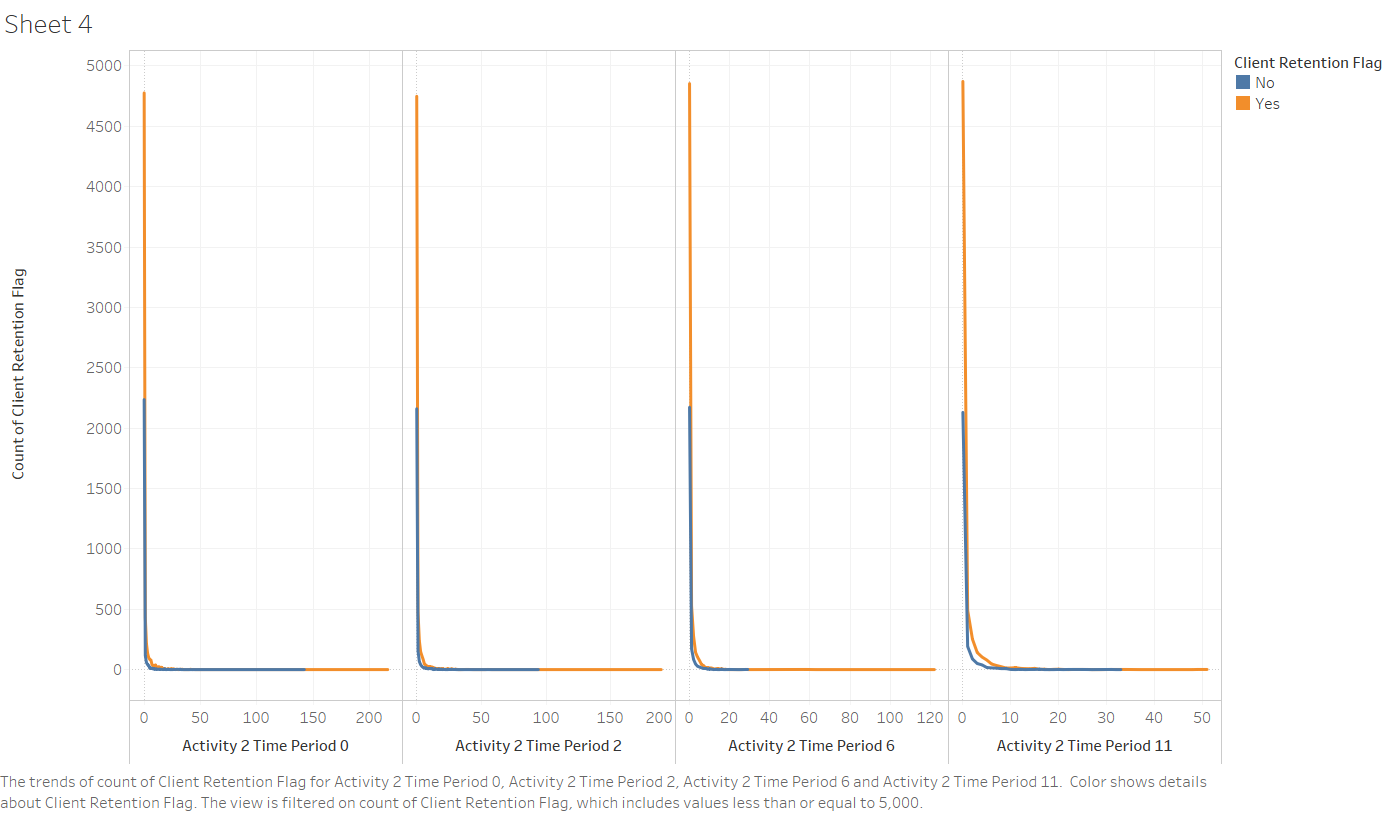 Sheet 4
Client Retention Flag
No
Yes
Count of Client Retention Flag
5000
4500
4000
3500
3000
2500
2000
1500
1000
500
0
0 50 100 150 200
0 50 100 150 200
0 20 40 60 80 100 120
0 10 20 30 40 50
Activity 2 Time Period 0
Activity 2 Time Period 2
Activity 2 Time Period 6
Activity 2 Time Period 11
The trends of count of Client Retention Flag for Activity 2 Time Period 0, Activity 2 Time Period 2, Activity 2 Time Period 6 and Activity 2 Time Period 11. Color shows details
about Client Retention Flag. The view is filtered on count of Client Retention Flag, which includes values less than or equal to 5,000.